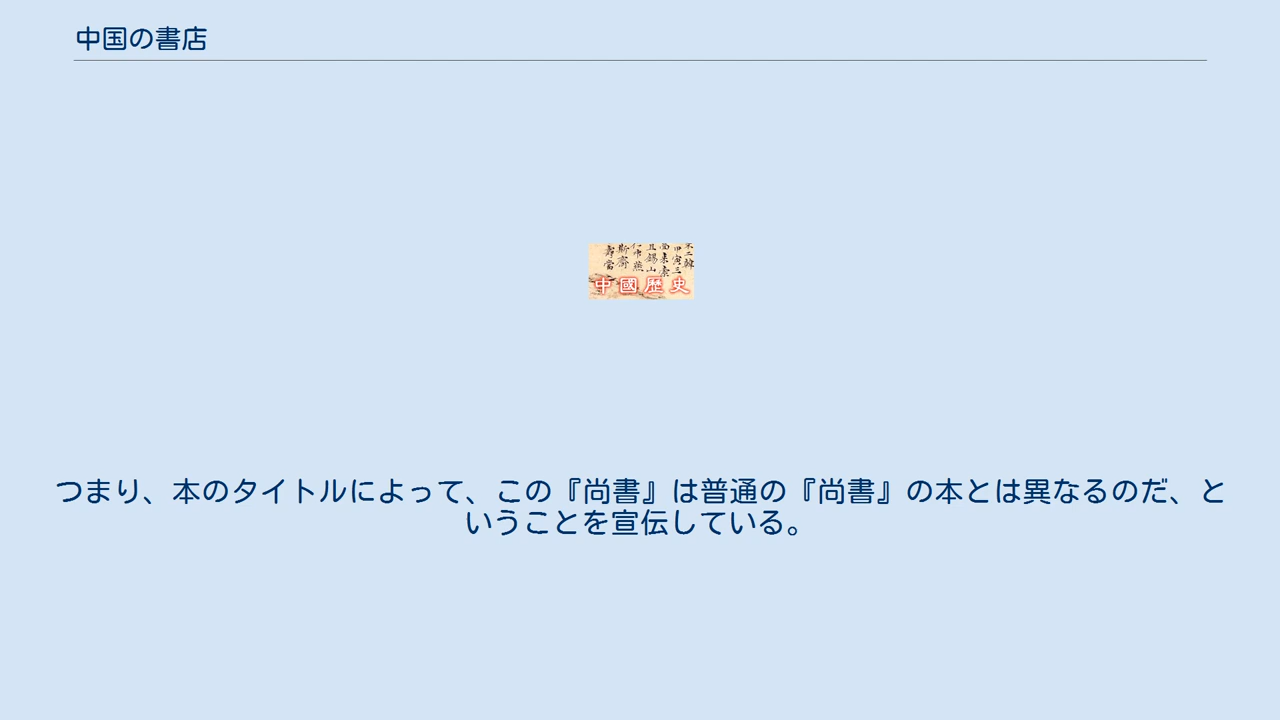 中国の書店
中國歷史
つまり、本のタイトルによって、この『尚書』は普通の『尚書』の本とは異なるのだ、と
いうことを宣伝している。